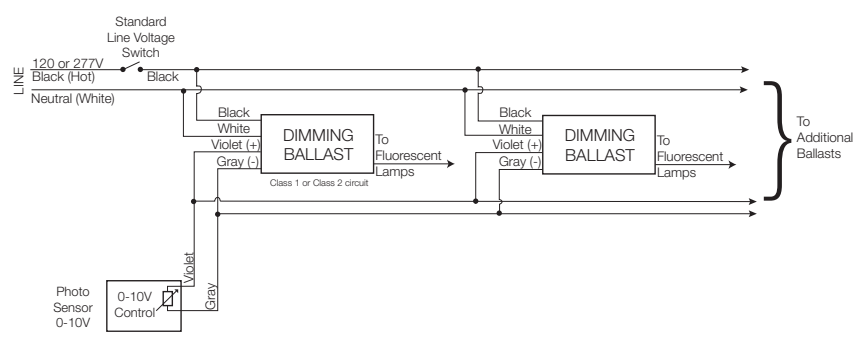 Standard
Line Voltage
Switch
LINE
120 or 277V
Black (Hot)
Black
Neutral (White)
Black
White
Violet (+)
Gray (-)
DIMMING
BALLAST
To
Fluorescent
Lamps
Class 1 or Class 2 circuit
Black
White
Violet (+)
Gray (-)
DIMMING
BALLAST
To
Fluorescent
Lamps
To
Additional
Ballasts
Violet
Gray
Photo
Sensor
0-10V
0-10V
Control